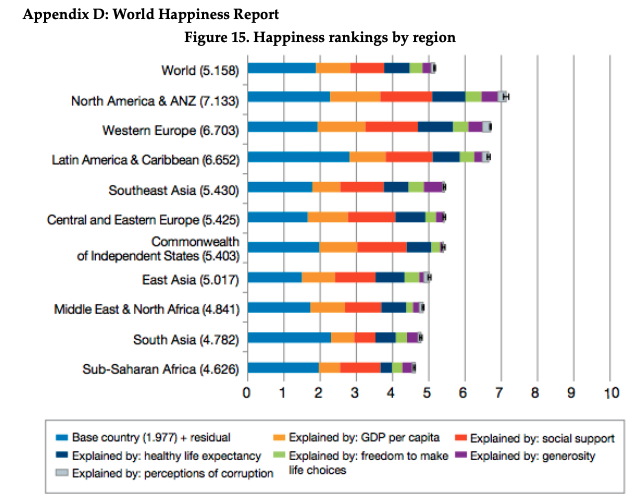 Appendix D: World Happiness Report
Figure 15. Happiness rankings by region
World (5.158)
North America & ANZ (7.133)
Western Europe (6.703)
Latin America & Caribbean (6.652)
Southeast Asia (5.430)
Central and Eastern Europe (5.425)
Commonwealth
of Independent States (5.403)
East Asia (5.017)
Middle East & North Africa (4.841)
South Asia (4.782)
Sub-Saharan Africa (4.626)
0 1 2 3 4 5 6 7 8 9 10
Base country (1.977) + residual
Explained by: GDP per capita
Explained by: social support
Explained by: healthy life expectancy
Explained by: freedom to make
life choices
Explained by: generosity
Explained by: perceptions of corruption